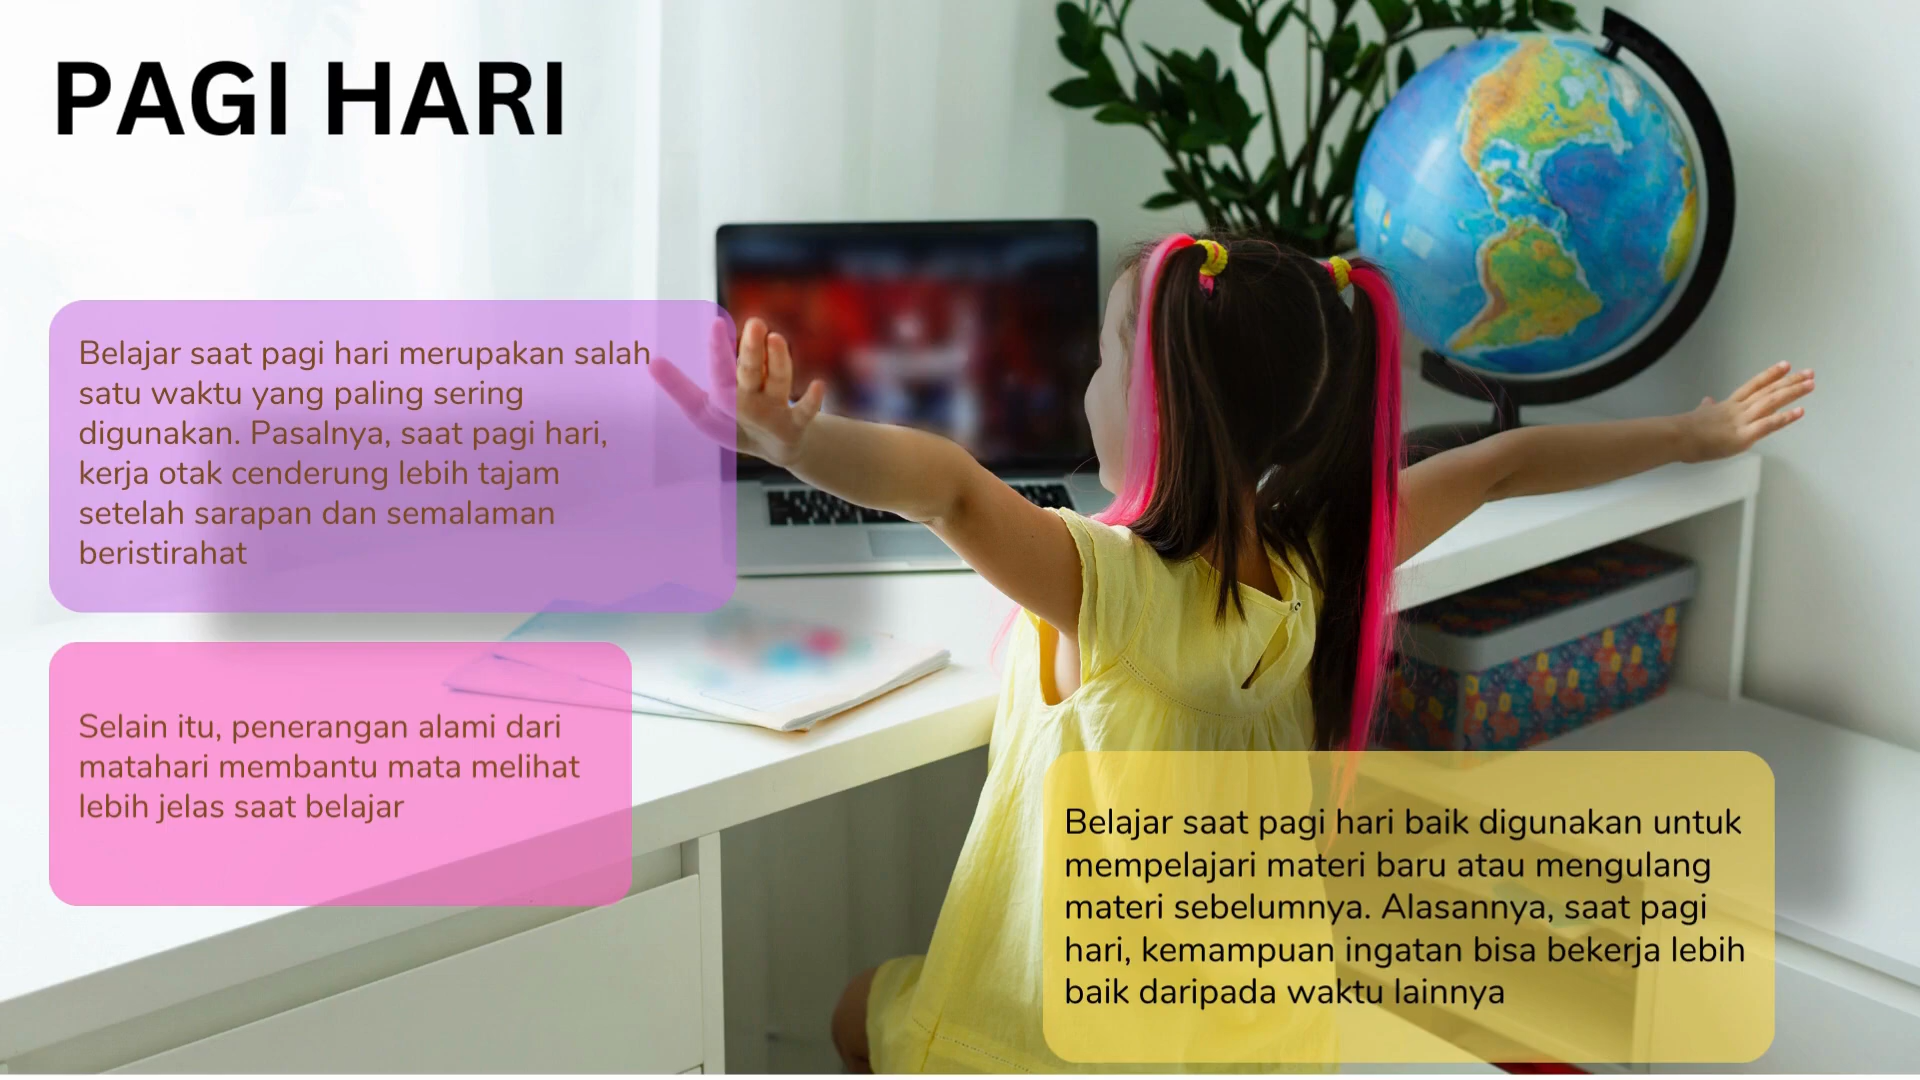 PAGI HARI
Belajar saat pagi hari merupakan salah
satu waktu yang paling sering
digunakan. Pasalnya, saat pagi hari,
kerja otak cenderung lebih tajam
setelah sarapan dan semalaman
beristirahat
Selain itu, penerangan alami dari
matahari membantu mata melihat
lebih jelas saat belajar
Belajar saat pagi hari baik digunakan untuk
mempelajari materi baru atau mengulang
materi sebelumnya. Alasannya, saat pagi
hari, kemampuan ingatan bisa bekerja lebih
baik daripada waktu lainnya